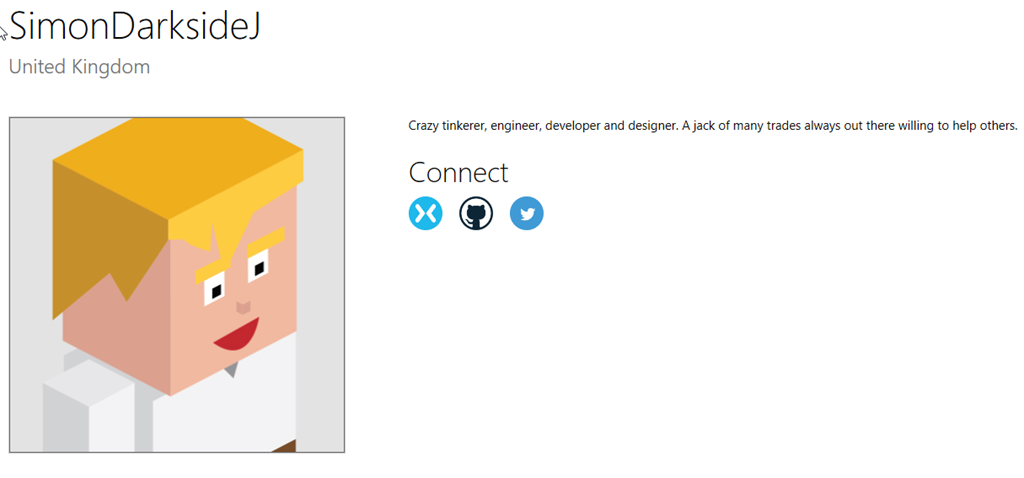 SimonDarksideJ
United Kingdom
Crazy tinkerer, engineer, developer and designer. A jack of many trades always out there willing to help others.
Connect